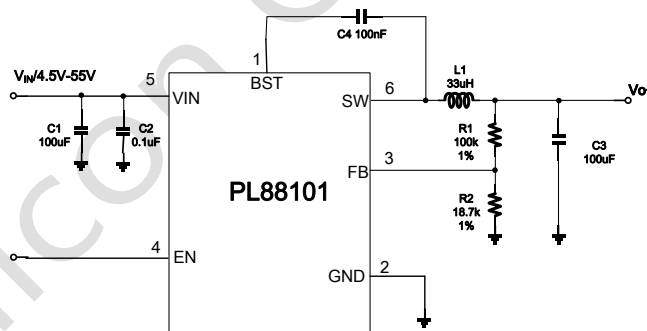 C4 100nF
1
BST
VIN/4.5V-55V
5
VIN
C1
100uF
C2
0.1uF
6
SW
L1
33uH
R1
100k
1%
C3
100uF
3
FB
PL88101
R2
18.7k
1%
4
EN
2
GND